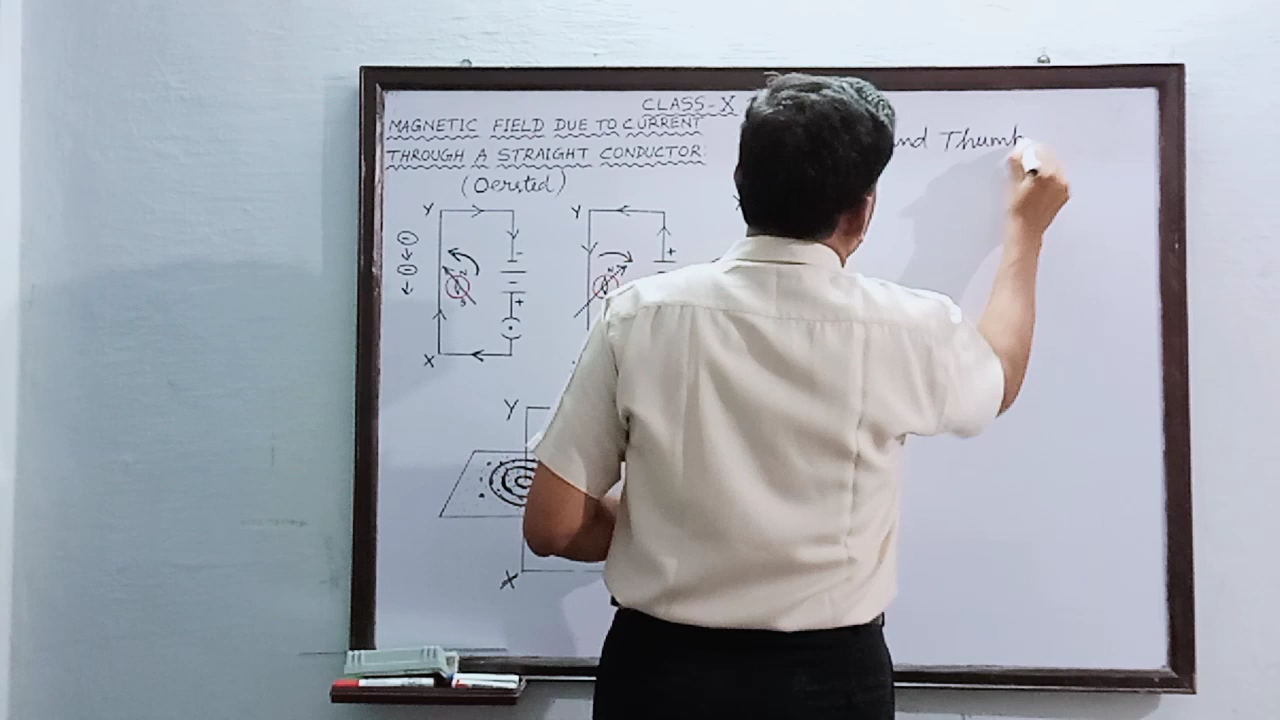 CLASS-X
MAGNETIC FIELD DUE TO CURRENT
THROUGH A STRAIGHT CONDUCTOR:
(Oersted)
nd Thumb
Y
Y
-
+
+
X
Y
X